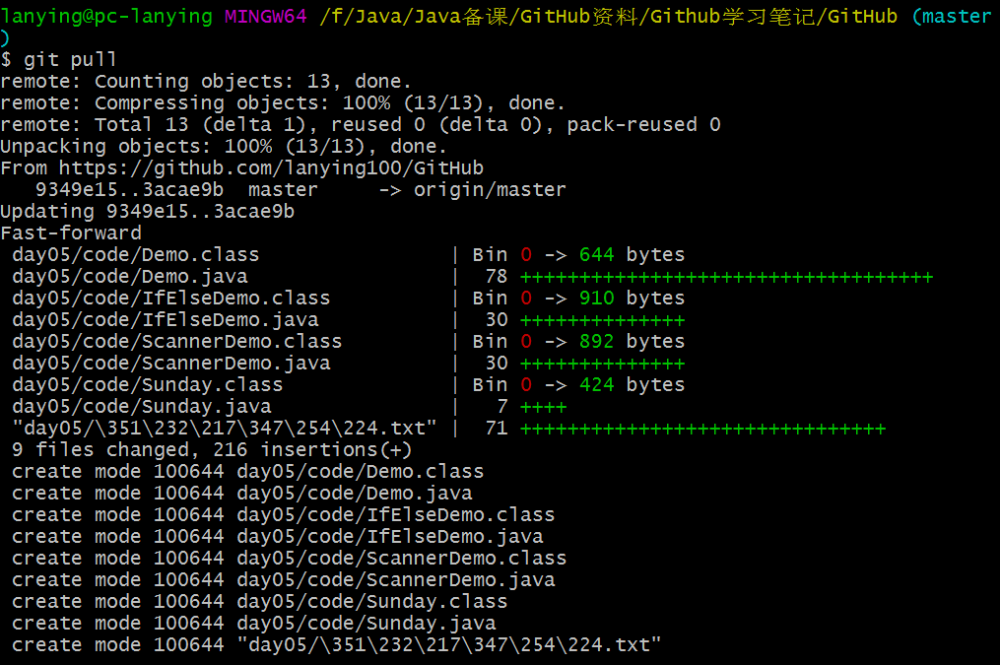 lanying@pc-lanying MINGW64 /f/Java/Java备课/GitHub资料/Github学习笔记/GitHub (master
)
$ git pull
remote: Counting objects: 13, done.
remote: Compressing objects: 100% (13/13), done.
remote: Total 13 (delta 1), reused 0 (delta 0), pack-reused 0
Unpacking objects: 100% (13/13), done.
From https://github.com/lanying100/GitHub
   9349e15..3acae9b  master     -> origin/master
Updating 9349e15..3acae9b
Fast-forward
 day05/code/Demo.class                | Bin 0 -> 644 bytes
 day05/code/Demo.java                 |  78 +++++++++++++++++++++++++++++++++++
 day05/code/IfElseDemo.class          | Bin 0 -> 910 bytes
 day05/code/IfElseDemo.java           |  30 ++++++++++++++
 day05/code/ScannerDemo.class         | Bin 0 -> 892 bytes
 day05/code/ScannerDemo.java          |  30 ++++++++++++++
 day05/code/Sunday.class              | Bin 0 -> 424 bytes
 day05/code/Sunday.java               |   7 ++++
 "day05/\351\232\217\347\254\224.txt" |  71 +++++++++++++++++++++++++++++++
 9 files changed, 216 insertions(+)
 create mode 100644 day05/code/Demo.class
 create mode 100644 day05/code/Demo.java
 create mode 100644 day05/code/IfElseDemo.class
 create mode 100644 day05/code/IfElseDemo.java
 create mode 100644 day05/code/ScannerDemo.class
 create mode 100644 day05/code/ScannerDemo.java
 create mode 100644 day05/code/Sunday.class
 create mode 100644 day05/code/Sunday.java
 create mode 100644 "day05/\351\232\217\347\254\224.txt"